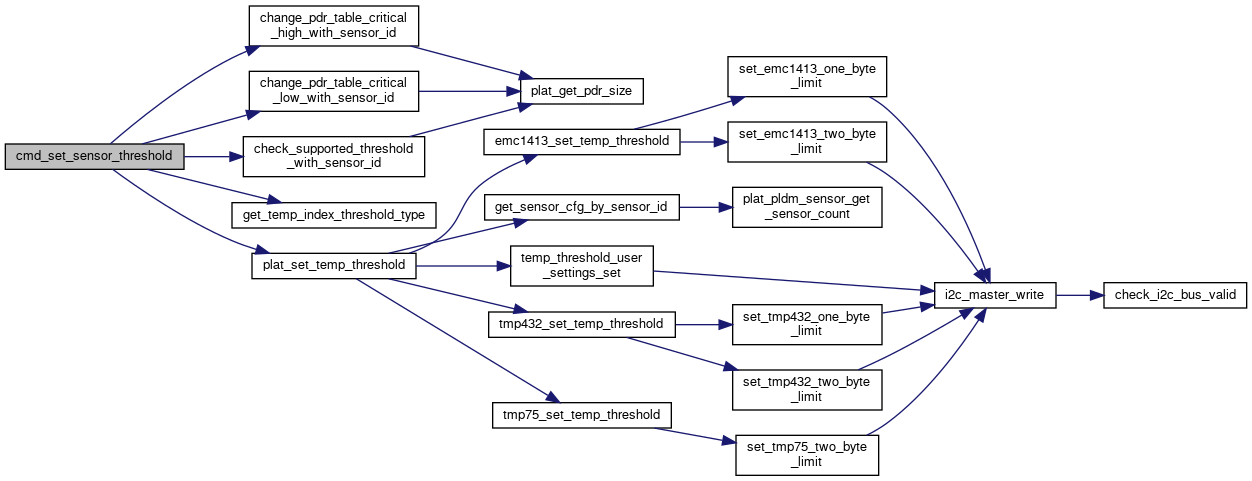 change_pdr_table_critical
_high_with_sensor_id
change_pdr_table_critical
_low_with_sensor_id
cmd_set_sensor_threshold
check_supported_threshold
_with_sensor_id
get_temp_index_threshold_type
plat_set_temp_threshold
plat_get_pdr_size
emc1413_set_temp_threshold
get_sensor_cfg_by_sensor_id
temp_threshold_user
_settings_set
tmp432_set_temp_threshold
tmp75_set_temp_threshold
set_emc1413_one_byte
_limit
set_emc1413_two_byte
_limit
plat_pldm_sensor_get
_sensor_count
set_tmp432_one_byte
_limit
set_tmp432_two_byte
_limit
set_tmp75_two_byte
_limit
i2c_master_write
check_i2c_bus_valid